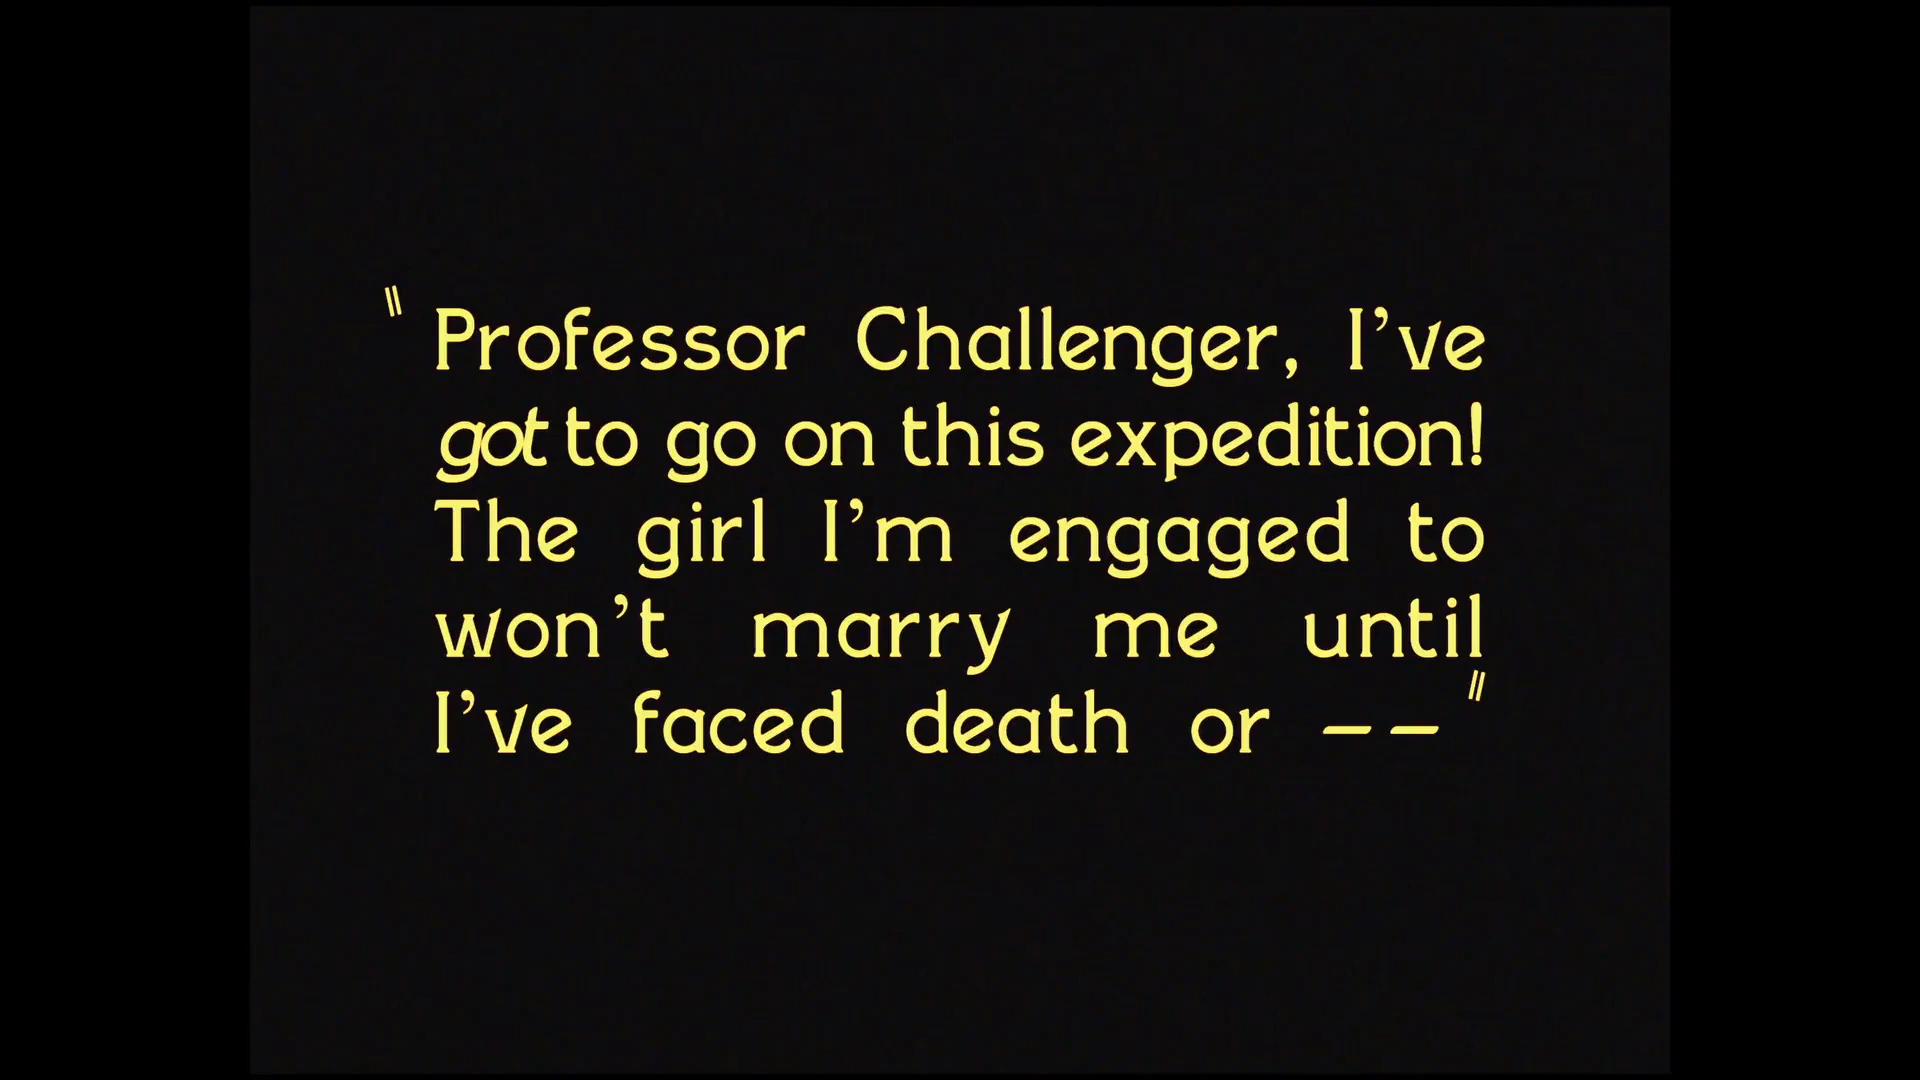 "Professor Challenger, I’ve
got to go on this expedition!
The girl I’m engaged to
won’t marry me until
I’ve faced death or – – "